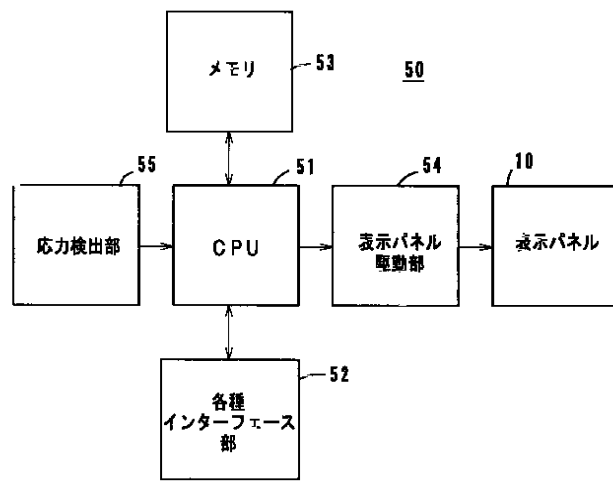 メモリ
53
50
55
51
54
10
応力検出部
CPU
表示パネル
駆動部
表示パネル
52
各種
インターフェース
部